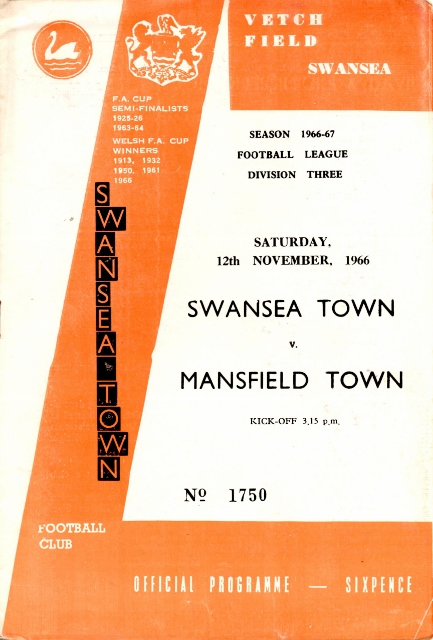 VETCH
FIELD
SWANSEA
F.A. CUP
SEMI-FINALISTS
1925-26
1963-64
WELSH F.A. CUP
WINNERS
1913, 1932
1950, 1961
1966
SEASON 1966-67
FOOTBALL LEAGUE
DIVISION THREE
SATURDAY,
12th NOVEMBER, 1966
SWANSEA TOWN
v.
MANSFIELD TOWN
KICK-OFF 3.15 p.m.
SWANSEA TOWN
Nº 1750
FOOTBALL
CLUB
OFFICIAL PROGRAMME — SIXPENCE